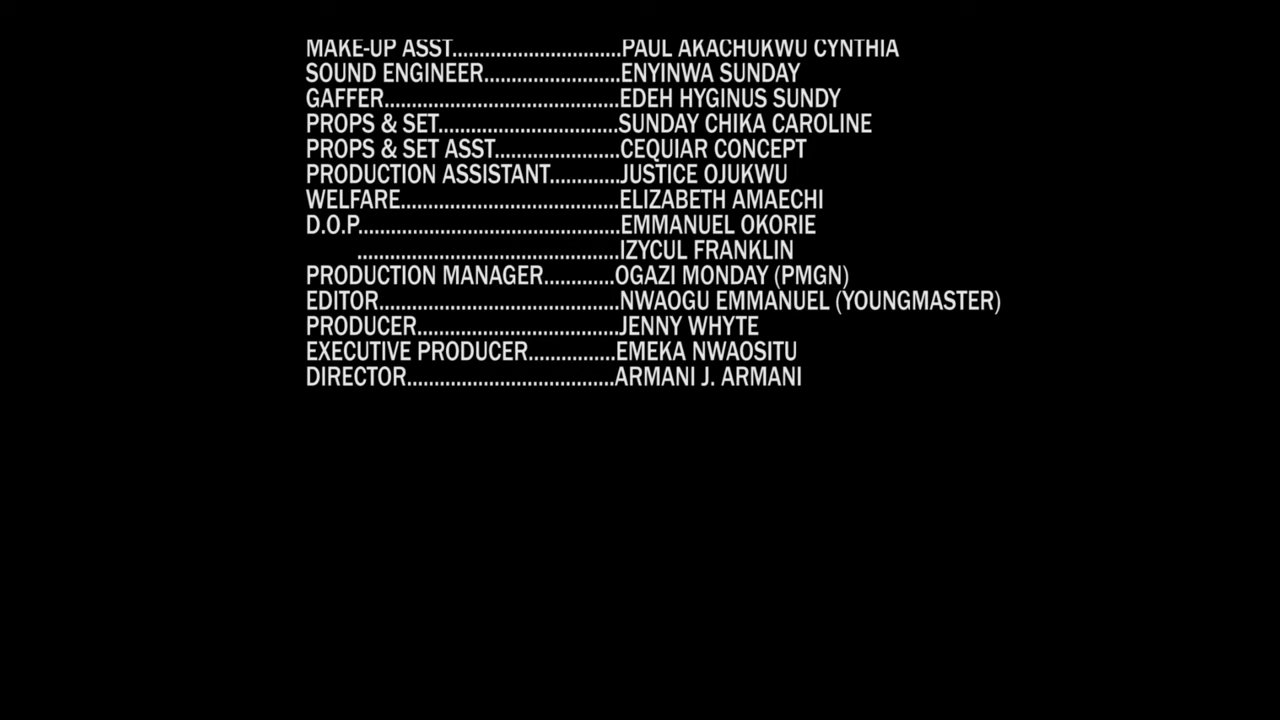 MAKE-UP ASST................................PAUL AKACHUKWU CYNTHIA
SOUND ENGINEER..........................ENYINWA SUNDAY
GAFFER.............................................EDEH HYGINUS SUNDY
PROPS & SET..................................SUNDAY CHIKA CAROLINE
PROPS & SET ASST........................CEQUIAR CONCEPT
PRODUCTION ASSISTANT.............JUSTICE OJUKWU
WELFARE..........................................ELIZABETH AMAECHI
D.O.P..................................................EMMANUEL OKORIE
..................................................IZYCUL FRANKLIN
PRODUCTION MANAGER.............OGAZI MONDAY (PMGN)
EDITOR..............................................NWAOGU EMMANUEL (YOUNGMASTER)
PRODUCER.......................................JENNY WHYTE
EXECUTIVE PRODUCER................EMEKA NWAOSITU
DIRECTOR........................................ARMANI J. ARMANI